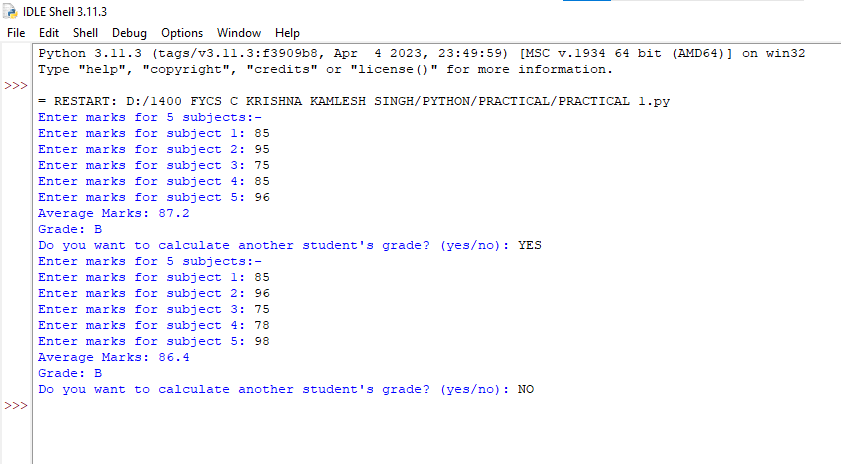 IDLE Shell 3.11.3
File Edit Shell Debug Options Window Help
Python 3.11.3 (tags/v3.11.3:f3909b8, Apr  4 2023, 23:49:59) [MSC v.1934 64 bit (AMD64)] on win32
Type "help", "copyright", "credits" or "license()" for more information.
>>>
= RESTART: D:/1400 FYCS C KRISHNA KAMLESH SINGH/PYTHON/PRACTICAL/PRACTICAL 1.py
Enter marks for 5 subjects:-
Enter marks for subject 1: 85
Enter marks for subject 2: 95
Enter marks for subject 3: 75
Enter marks for subject 4: 85
Enter marks for subject 5: 96
Average Marks: 87.2
Grade: B
Do you want to calculate another student's grade? (yes/no): YES
Enter marks for 5 subjects:-
Enter marks for subject 1: 85
Enter marks for subject 2: 96
Enter marks for subject 3: 75
Enter marks for subject 4: 78
Enter marks for subject 5: 98
Average Marks: 86.4
Grade: B
Do you want to calculate another student's grade? (yes/no): NO
>>>